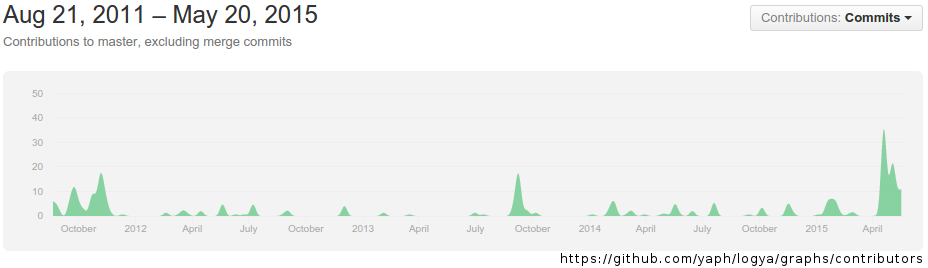 Aug 21, 2011 – May 20, 2015
Contributions: Commits
Contributions to master, excluding merge commits
50
40
30
20
10
0
October 2012 April July October 2013 April July October 2014 April July October 2015 April
https://github.com/yaph/logya/graphs/contributors